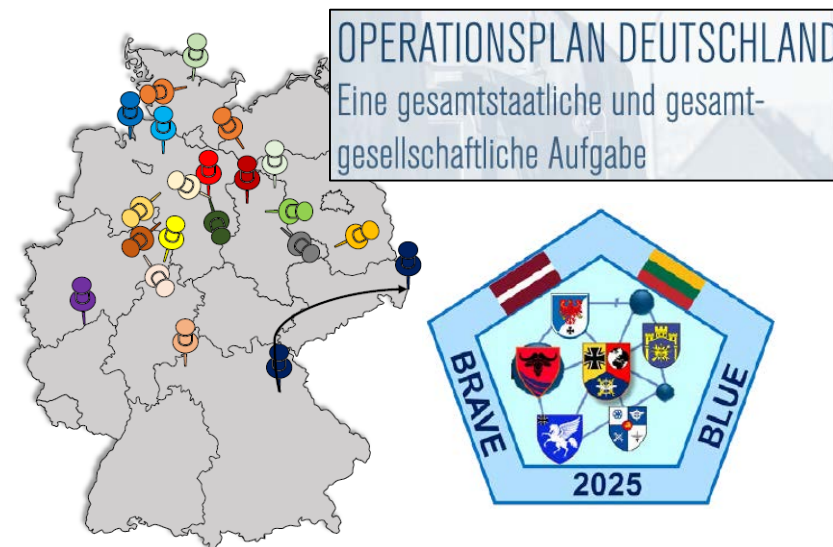 OPERATIONSPLAN DEUTSCHLAND
Eine gesamtstaatliche und gesamt-
gesellschaftliche Aufgabe
BRAVE
BLUE
2025